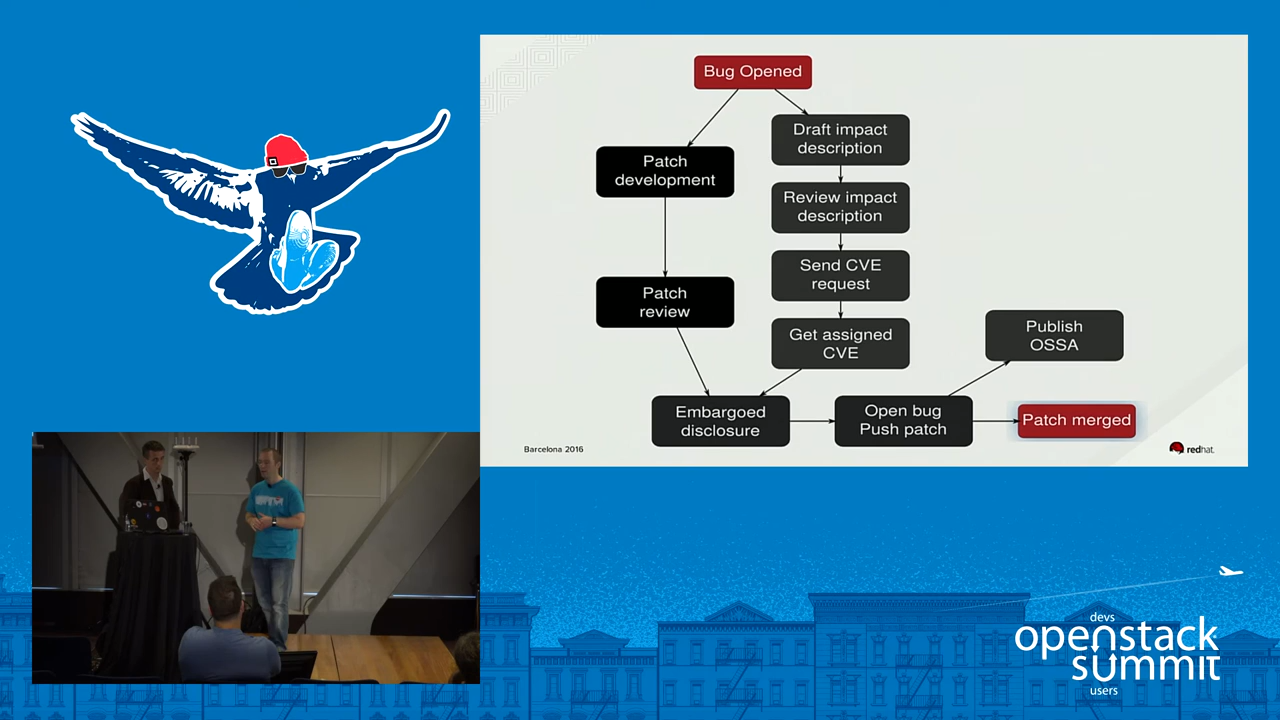 Bug Opened
Draft impact
description
Patch
development
Review impact
description
Send CVE
request
Patch
review
Get assigned
CVE
Publish
OSSA
Embargoed
disclosure
Open bug
Push patch
Patch merged
Barcelona 2016
redhat.
devs
openstack
summit
users